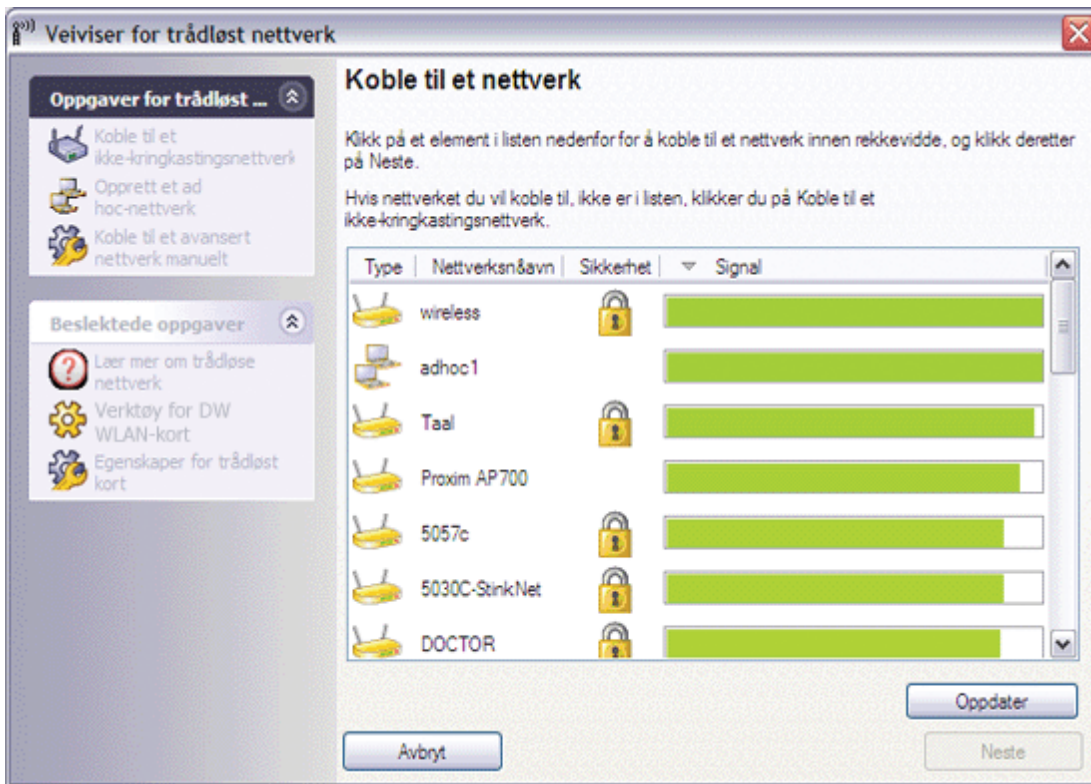 Veiviser for trådløst nettverk
Oppgaver for trådløst ...
Koble til et
ikke-kringkastingsnettverk
Opprett et ad
hoc-nettverk
Koble til et avansert
nettverk manuelt
Beslektede oppgaver
Lær mer om trådløse
nettverk
Verktøy for DW
WLAN-kort
Egenskaper for trådløst
kort
Koble til et nettverk
Klikk på et element i listen nedenfor for å koble til et nettverk innen rekkevidde, og klikk deretter
på Neste.
Hvis nettverket du vil koble til, ikke er i listen, klikker du på Koble til et
ikke-kringkastingsnettverk.
Type Nettverksn&avn Sikkerhet Signal
wireless
adhoc1
Taal
Proxim AP700
5057c
5030C-StinkNet
DOCTOR
Oppdater
Avbryt Neste